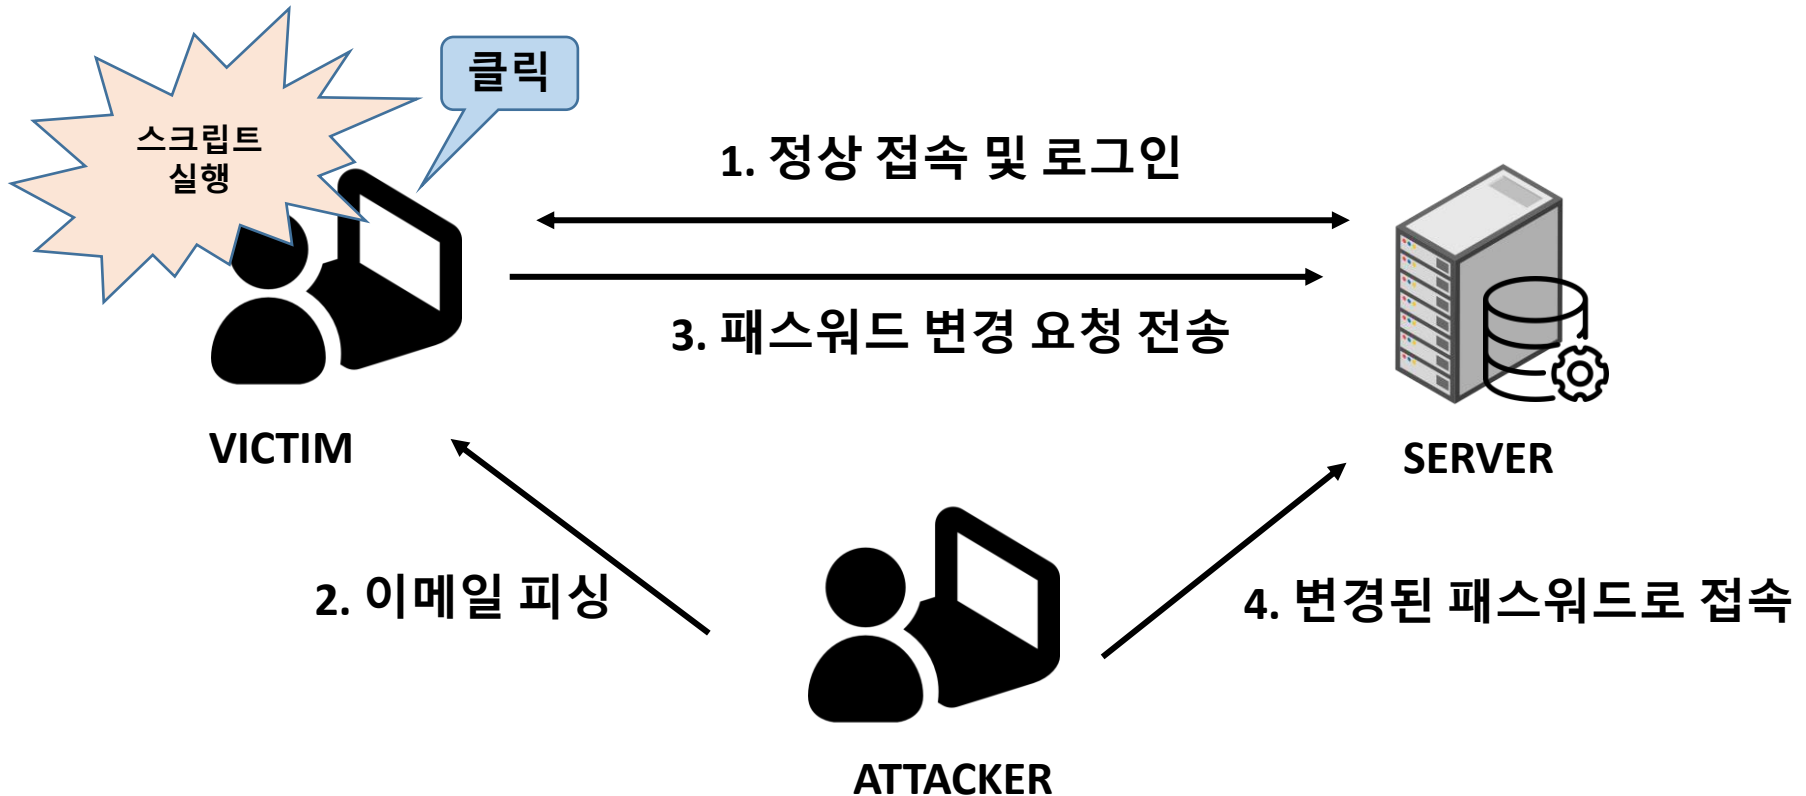 클릭
스크립트
실행
1. 정상 접속 및 로그인
3. 패스워드 변경 요청 전송
VICTIM
SERVER
2. 이메일 피싱
4. 변경된 패스워드로 접속
ATTACKER